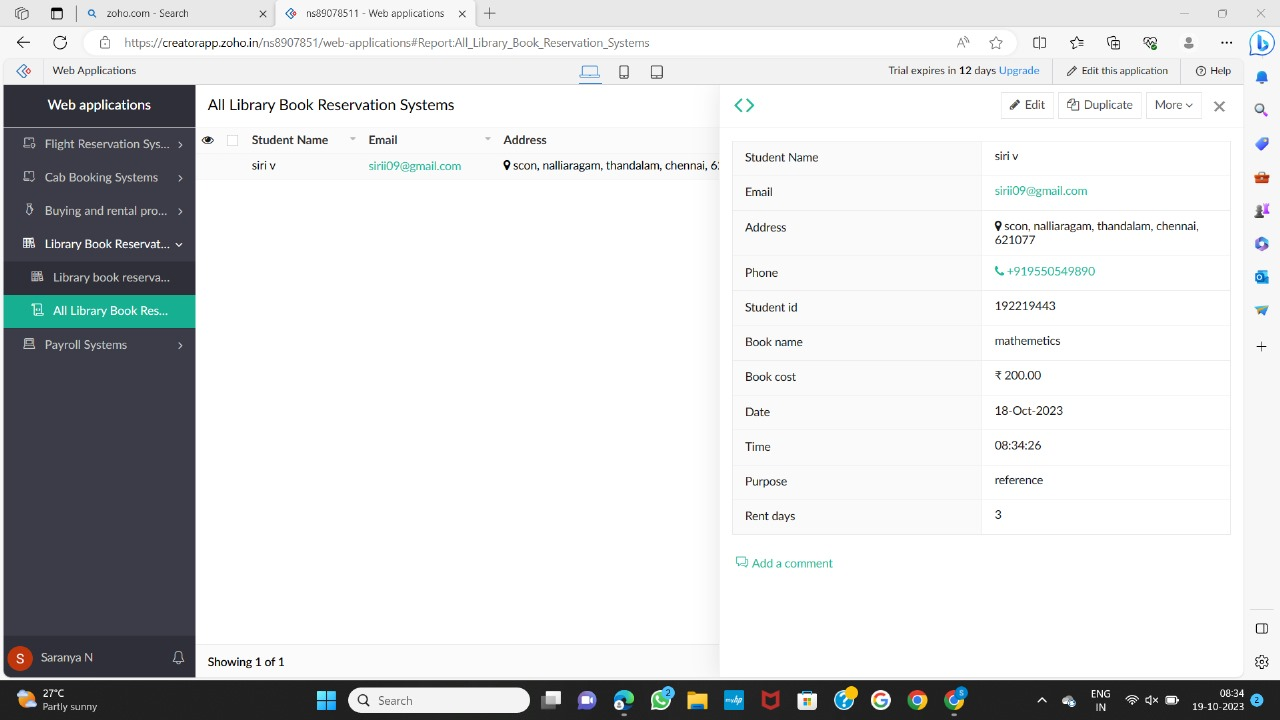 zoho.com - Search
ns89078511 - Web applications
https://creatorapp.zoho.in/ns8907851/web-applications#Report:All_Library_Book_Reservation_Systems
Web Applications
Trial expires in 12 days Upgrade
Edit this application
Help
Web applications
Flight Reservation Sys...
Cab Booking Systems
Buying and rental pro...
Library Book Reservat...
Library book reserva...
All Library Book Res...
Payroll Systems
Saranya N
S
All Library Book Reservation Systems
Student Name Email Address
siri v sirii09@gmail.com scon, nalliaragam, thandalam, chennai, 6
Showing 1 of 1
Edit Duplicate More
Student Name siri v
Email sirii09@gmail.com
Address scon, nalliaragam, thandalam, chennai,
621077
Phone +919550549890
Student id 192219443
Book name mathemetics
Book cost ₹ 200.00
Date 18-Oct-2023
Time 08:34:26
Purpose reference
Rent days 3
Add a comment
27°C
Partly sunny
Search
2
ENG
IN
08:34
19-10-2023
2